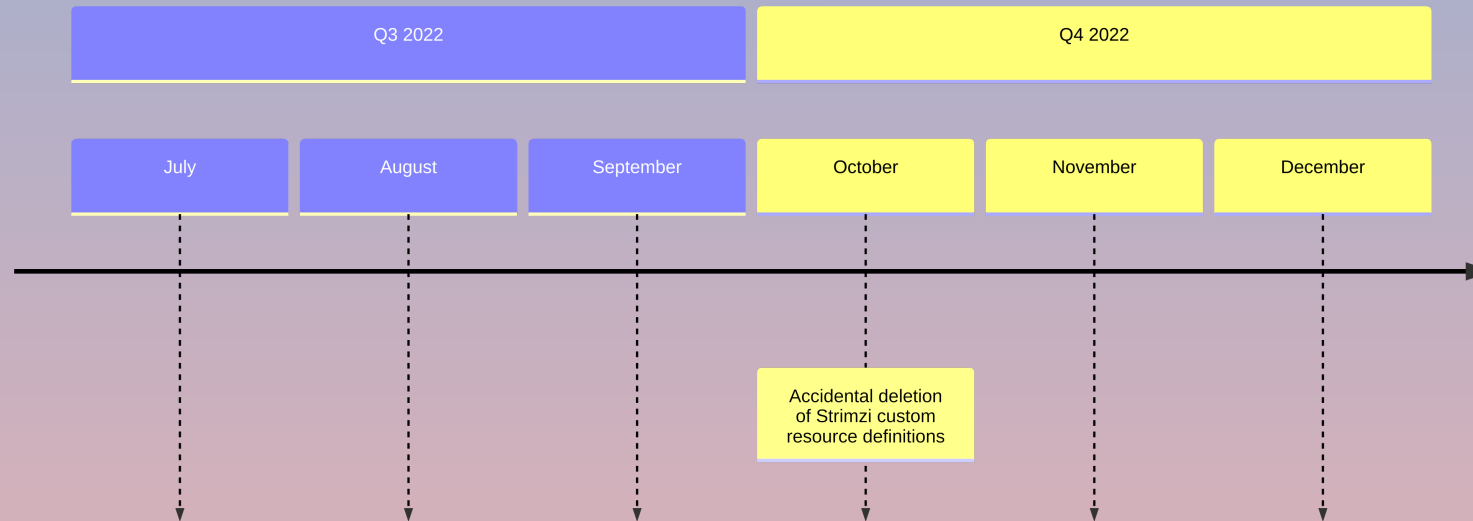 Q3 2022
Q4 2022
July
August
September
October
November
December
Accidental deletion
of Strimzi custom
resource definitions